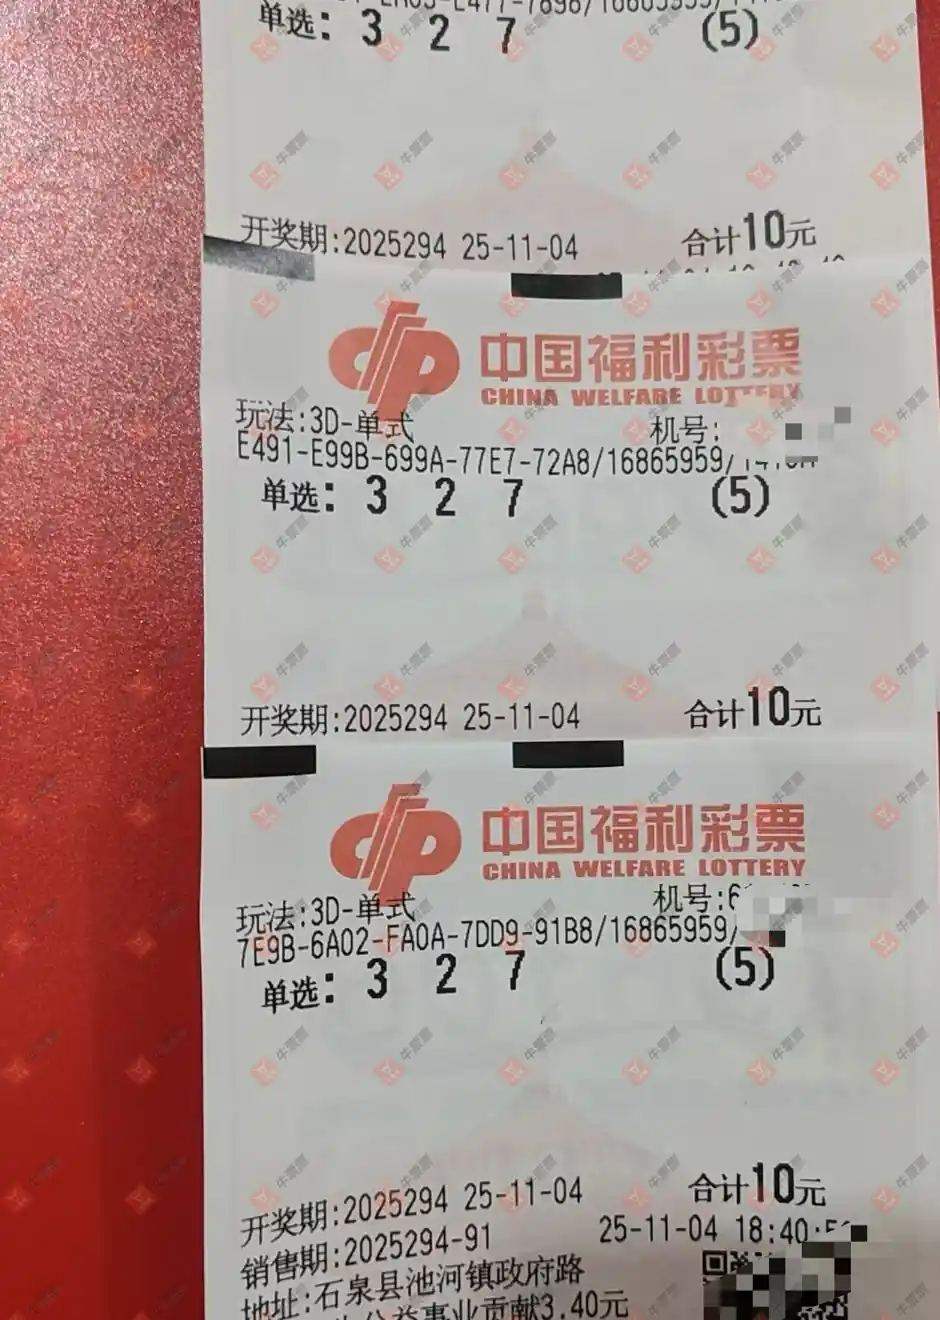 单选: 3 2 7 (5)
开奖期:2025294 25-11-04 合计10元
中国福利彩票
CHINA WELFARE LOTTERY
玩法:3D-单式 机号:
E491-E99B-699A-77E7-72A8/16865959/
单选: 3 2 7 (5)
开奖期:2025294 25-11-04 合计10元
中国福利彩票
CHINA WELFARE LOTTERY
玩法:3D-单式 机号:6
7E9B-6A02-FA0A-7DD9-91B8/16865959/
单选: 3 2 7 (5)
开奖期:2025294 25-11-04 合计10元
销售期:2025294-91 25-11-04 18:40:
地址:石泉县池河镇政府路
公益事业贡献3.40元
牛票票